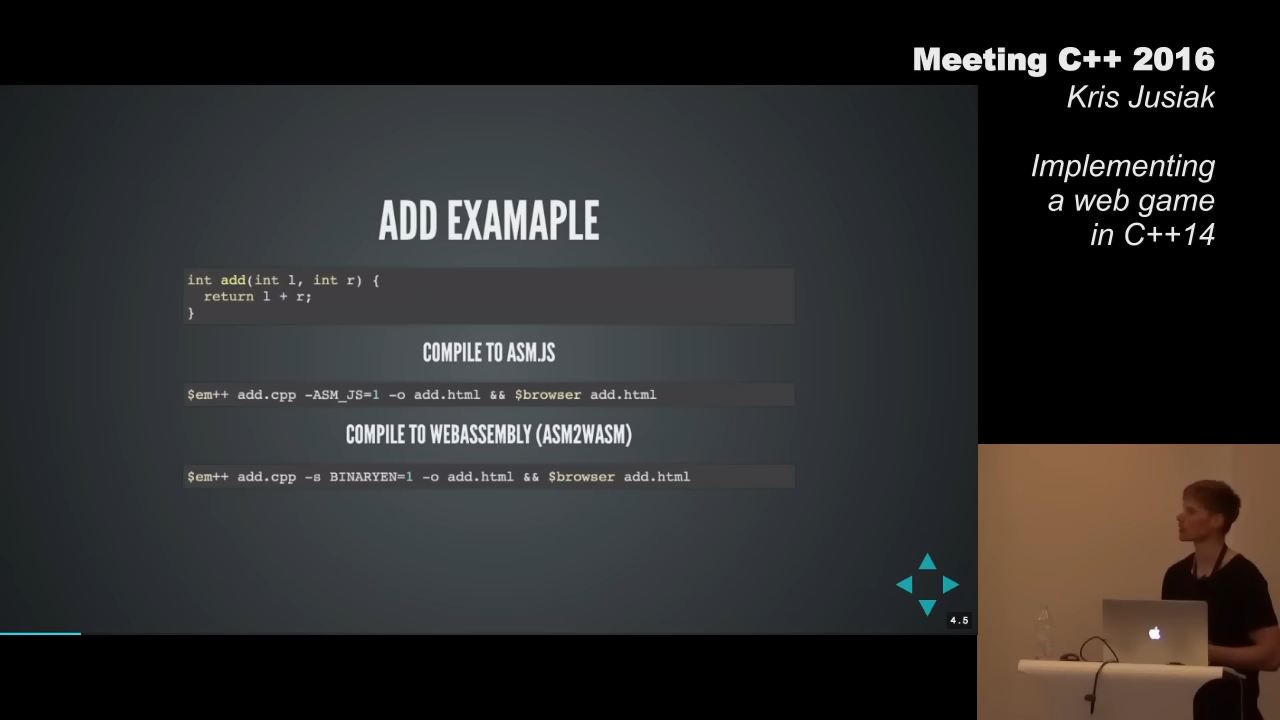 Meeting C++ 2016
Kris Jusiak
Implementing
a web game
in C++14
ADD EXAMAPLE
int add(int l, int r) {
return l + r;
}
COMPILE TO ASM.JS
$em++ add.cpp -ASM_JS=1 -o add.html && $browser add.html
COMPILE TO WEBASSEMBLY (ASM2WASM)
$em++ add.cpp -s BINARYEN=1 -o add.html && $browser add.html
4.5